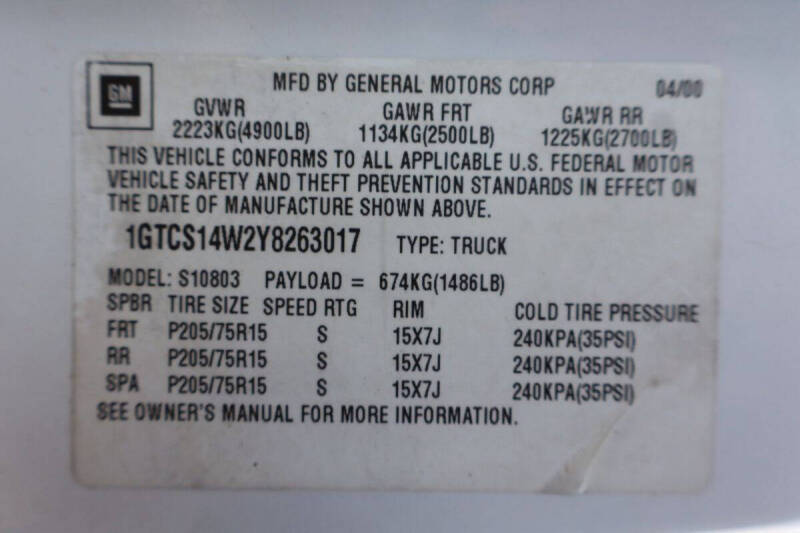 GM
MFD BY GENERAL MOTORS CORP 04/00
GVWR GAWR FRT GAWR RR
2223KG(4900LB) 1134KG(2500LB) 1225KG(2700LB)
THIS VEHICLE CONFORMS TO ALL APPLICABLE U.S. FEDERAL MOTOR
VEHICLE SAFETY AND THEFT PREVENTION STANDARDS IN EFFECT ON
THE DATE OF MANUFACTURE SHOWN ABOVE.
1GTCS14W2Y8263017 TYPE: TRUCK
MODEL: S10803 PAYLOAD = 674KG(1486LB)
SPBR TIRE SIZE SPEED RTG RIM COLD TIRE PRESSURE
FRT P205/75R15 S 15X7J 240KPA(35PSI)
RR P205/75R15 S 15X7J 240KPA(35PSI)
SPA P205/75R15 S 15X7J 240KPA(35PSI)
SEE OWNER'S MANUAL FOR MORE INFORMATION.